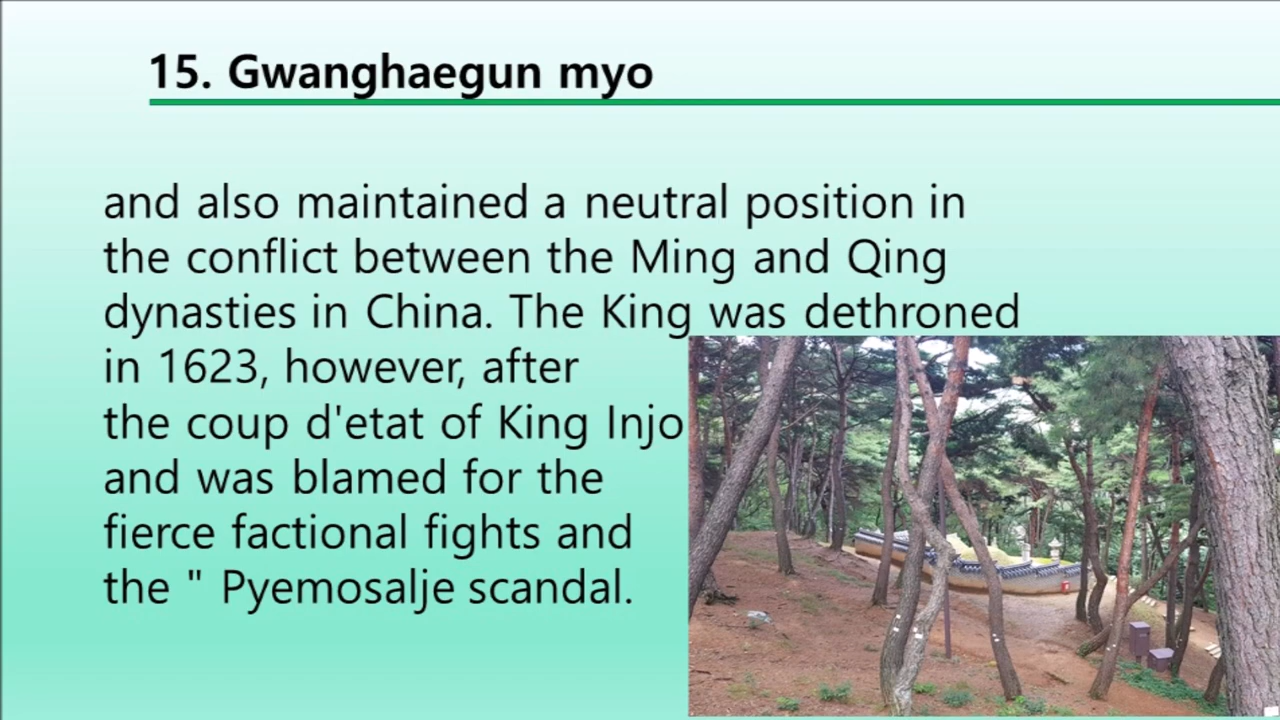 15. Gwanghaegun myo
and also maintained a neutral position in
the conflict between the Ming and Qing
dynasties in China. The King was dethroned
in 1623, however, after
the coup d'etat of King Injo
and was blamed for the
fierce factional fights and
the " Pyemosalje scandal.